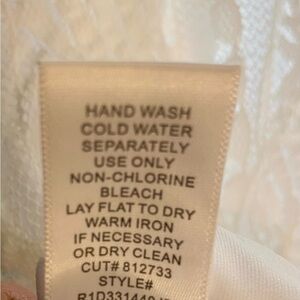 HAND WASH
COLD WATER
SEPARATELY
USE ONLY
NON-CHLORINE
BLEACH
LAY FLAT TO DRY
WARM IRON
IF NECESSARY
OR DRY CLEAN
CUT# 812733
STYLE#